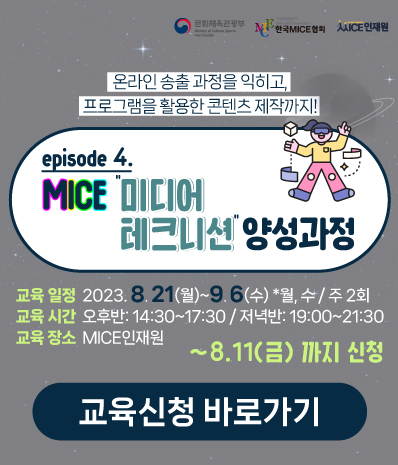 문화체육관광부 한국MICE협회 MICE인재원
온라인 송출 과정을 익히고,
프로그램을 활용한 콘텐츠 제작까지!
episode 4.
MICE "미디어
테크니션" 양성과정
교육 일정 2023. 8. 21(월)~9. 6(수) *월, 수 / 주 2회
교육 시간 오후반: 14:30~17:30 / 저녁반: 19:00~21:30
교육 장소 MICE인재원
~8.11(금) 까지 신청
교육신청 바로가기